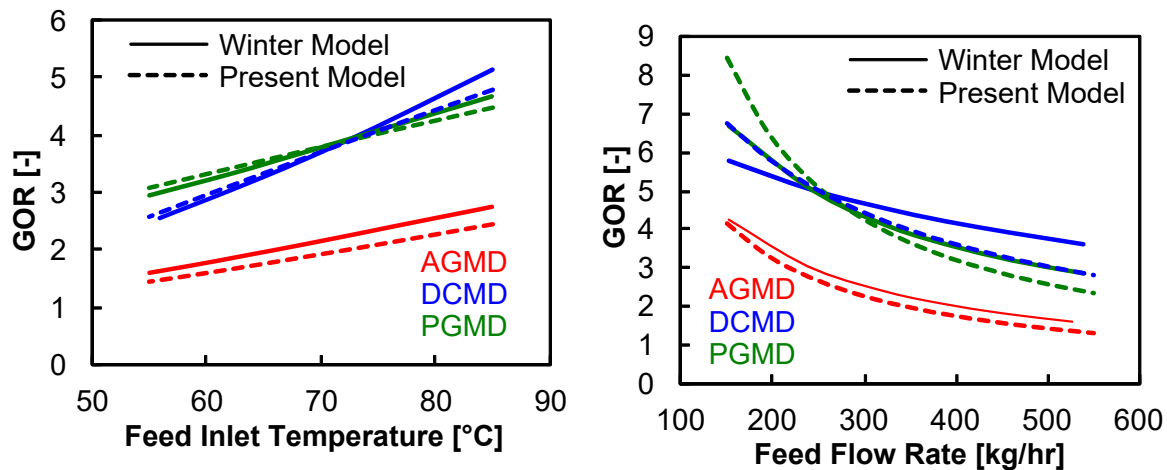 6
5
4
3
2
1
0
GOR [-]
Winter Model
Present Model
AGMD
DCMD
PGMD
50
60
70
80
90
Feed Inlet Temperature [°C]
9
8
7
6
5
4
3
2
1
0
GOR [-]
Winter Model
Present Model
AGMD
DCMD
PGMD
100
200
300
400
500
600
Feed Flow Rate [kg/hr]